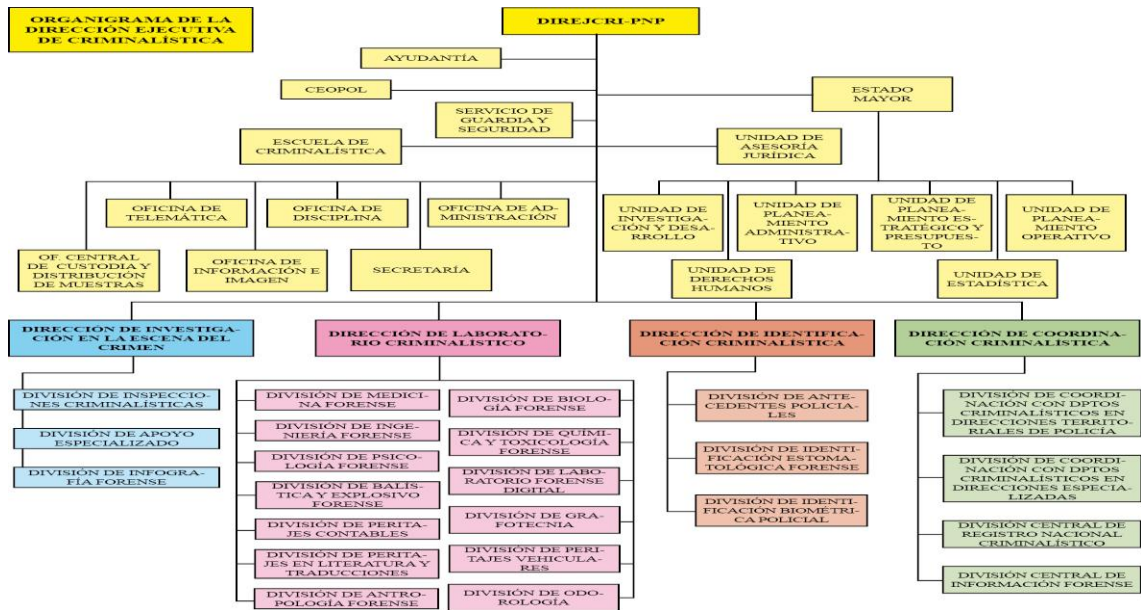 ORGANIGRAMA DE LA
DIRECCIÓN EJECUTIVA
DE CRIMINALÍSTICA
DIREJCRI-PNP
AYUDANTÍA
CEOPOL
ESTADO
MAYOR
SERVICIO DE
GUARDIA Y
SEGURIDAD
ESCUELA DE
CRIMINALÍSTICA
UNIDAD DE
ASESORÍA
JURÍDICA
OFICINA DE
TELEMÁTICA
OFICINA DE
DISCIPLINA
OFICINA DE AD-
MINISTRACIÓN
UNIDAD DE
INVESTIGA-
CIÓN Y DESA-
RROLLO
UNIDAD DE
PLANEA-
MIENTO
ADMINISTRA-
TIVO
UNIDAD DE
PLANEA-
MIENTO ES-
TRATÉGICO Y
PRESUPUES-
TO
UNIDAD DE
PLANEA-
MIENTO
OPERATIVO
OF. CENTRAL
DE CUSTODIA Y
DISTRIBUCIÓN
DE MUESTRAS
OFICINA DE
INFORMACIÓN E
IMAGEN
SECRETARÍA
UNIDAD DE
DERECHOS
HUMANOS
UNIDAD DE
ESTADÍSTICA
DIRECCIÓN DE INVESTIGA-
CIÓN EN LA ESCENA DEL
CRIMEN
DIRECCIÓN DE LABORATO-
RIO CRIMINALÍSTICO
DIRECCIÓN DE IDENTIFICA-
CIÓN CRIMINALÍSTICA
DIRECCIÓN DE COORDINA-
CIÓN CRIMINALÍSTICA
DIVISIÓN DE INSPECCIO-
NES CRIMINALÍSTICAS
DIVISIÓN DE APOYO
ESPECIALIZADO
DIVISIÓN DE INFOGRA-
FÍA FORENSE
DIVISIÓN DE MEDICI-
NA FORENSE
DIVISIÓN DE INGE-
NIERÍA FORENSE
DIVISIÓN DE PSICO-
LOGÍA FORENSE
DIVISIÓN DE BALÍS-
TICA Y EXPLOSIVO
FORENSE
DIVISIÓN DE PERITA-
JES CONTABLES
DIVISIÓN DE PERITA-
JES EN LITERATURA Y
TRADUCCIONES
DIVISIÓN DE ANTRO-
POLOGÍA FORENSE
DIVISIÓN DE BIOLO-
GÍA FORENSE
DIVISIÓN DE QUÍMI-
CA Y TOXICOLOGÍA
FORENSE
DIVISIÓN DE LABO-
RATORIO FORENSE
DIGITAL
DIVISIÓN DE GRA-
FOTECNIA
DIVISIÓN DE PERI-
TAJES VEHICULA-
RES
DIVISIÓN DE ODO-
ROLOGÍA
DIVISIÓN DE ANTE-
CEDENTES POLICIA-
LES
DIVISIÓN DE IDENTI-
FICACIÓN ESTOMA-
TOLÓGICA FORENSE
DIVISIÓN DE IDENTI-
FICACIÓN BIOMÉTRI-
CA POLICIAL
DIVISIÓN DE COORDI-
NACIÓN CON DPTOS
CRIMINALÍSTICOS EN
DIRECCIONES TERRITO-
RIALES DE POLICÍA
DIVISIÓN DE COORDI-
NACIÓN CON DPTOS
CRIMINALÍSTICOS EN
DIRECCIONES ESPECIA-
LIZADAS
DIVISIÓN CENTRAL DE
REGISTRO NACIONAL
CRIMINALÍSTICO
DIVISIÓN CENTRAL DE
INFORMACIÓN FORENSE